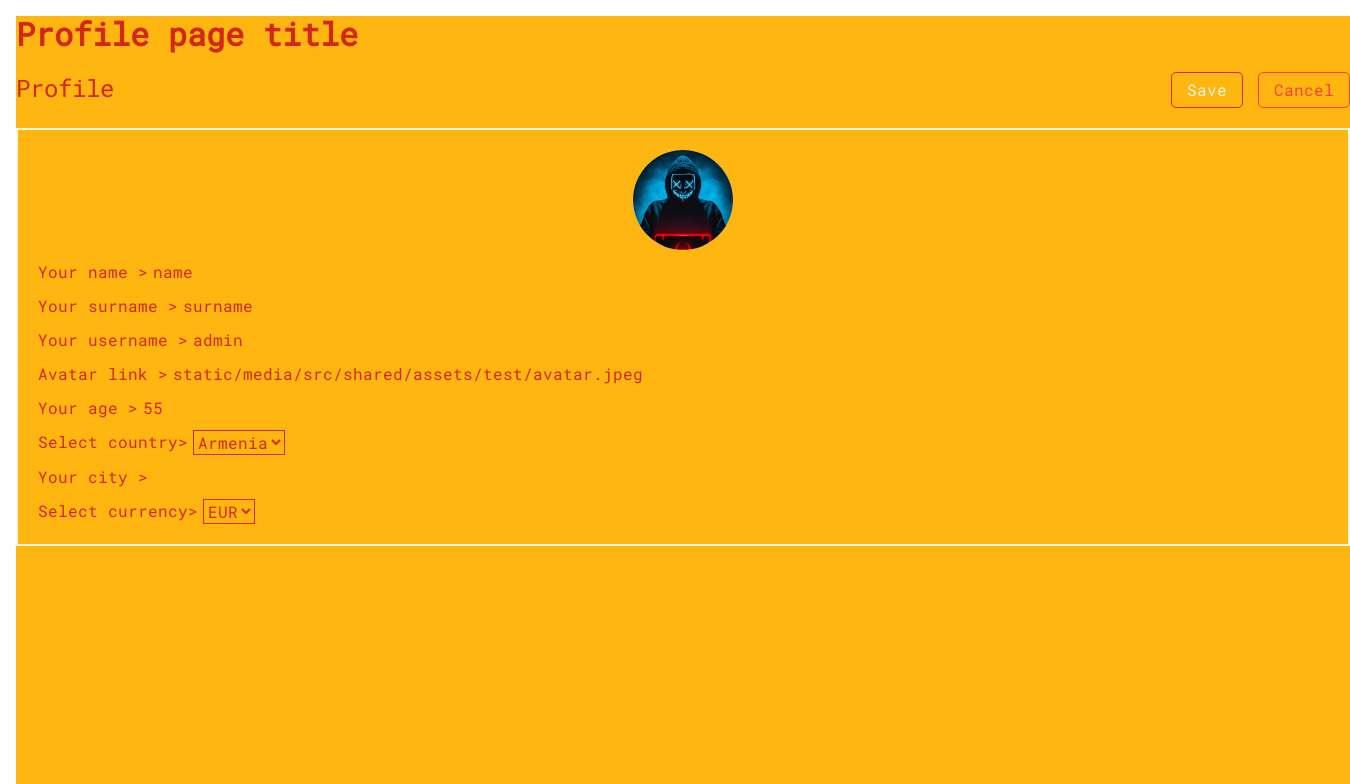 Profile page title
Profile
Save
Cancel
Your name > name
Your surname > surname
Your username > admin
Avatar link > static/media/src/shared/assets/test/avatar.jpeg
Your age > 55
Select country> Armenia
Your city >
Select currency> EUR